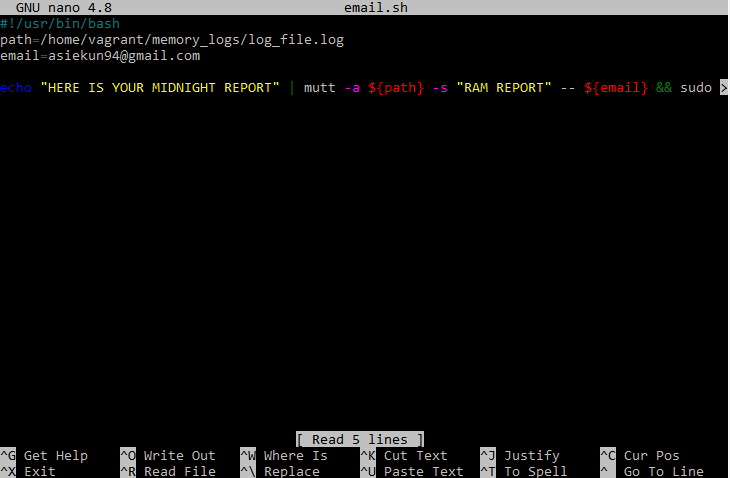 GNU nano 4.8 email.sh
#!/usr/bin/bash
path=/home/vagrant/memory_logs/log_file.log
email=asiekun94@gmail.com
echo "HERE IS YOUR MIDNIGHT REPORT" | mutt -a ${path} -s "RAM REPORT" -- ${email} && sudo >
[ Read 5 lines ]
^G Get Help ^O Write Out ^W Where Is ^K Cut Text ^J Justify ^C Cur Pos
^X Exit ^R Read File ^\ Replace ^U Paste Text ^T To Spell ^_ Go To Line